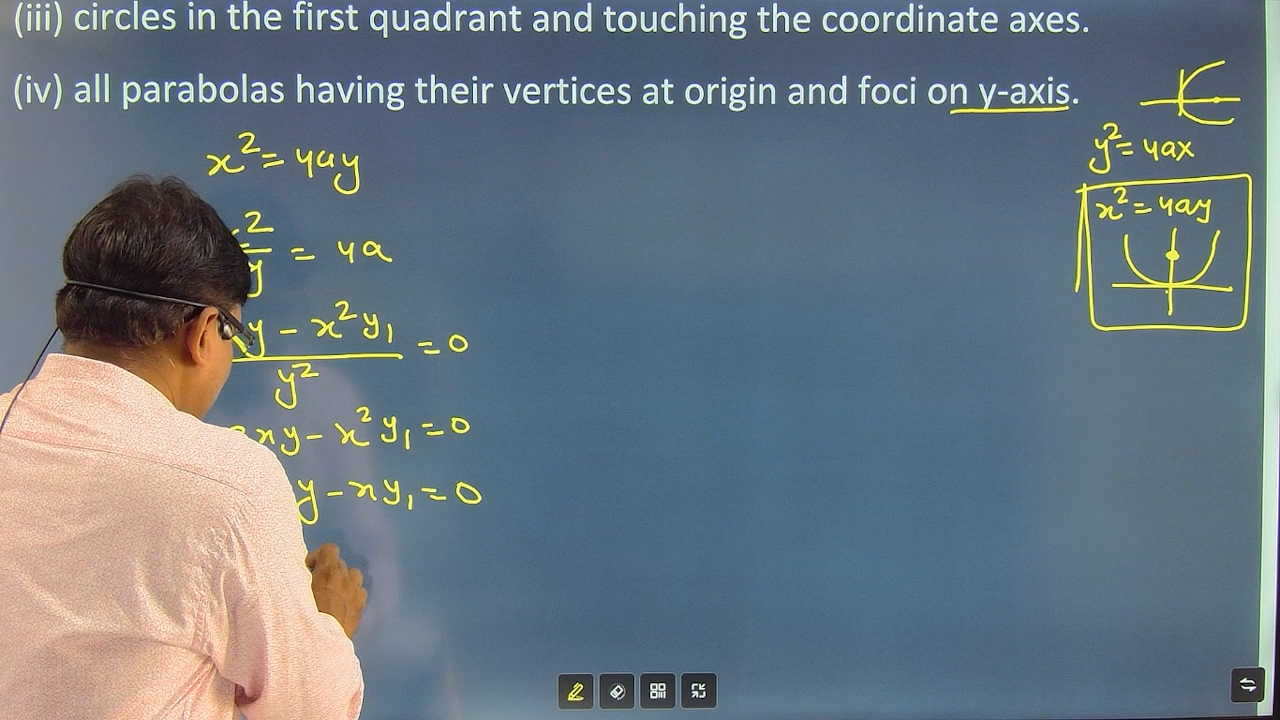 (iii) circles in the first quadrant and touching the coordinate axes.
(iv) all parabolas having their vertices at origin and foci on y-axis.
x² = 4ay
y² = 4ax
x² = 4ay
= 4a
y - x²y₁
= 0
y²
xy - x²y₁ = 0
y - xy₁ = 0